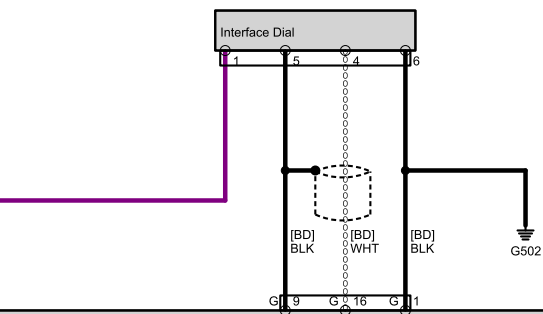 Interface Dial
1 5 4 6
[BD] [BD] [BD]
BLK WHT BLK
G502
G 9 G 16 G 1